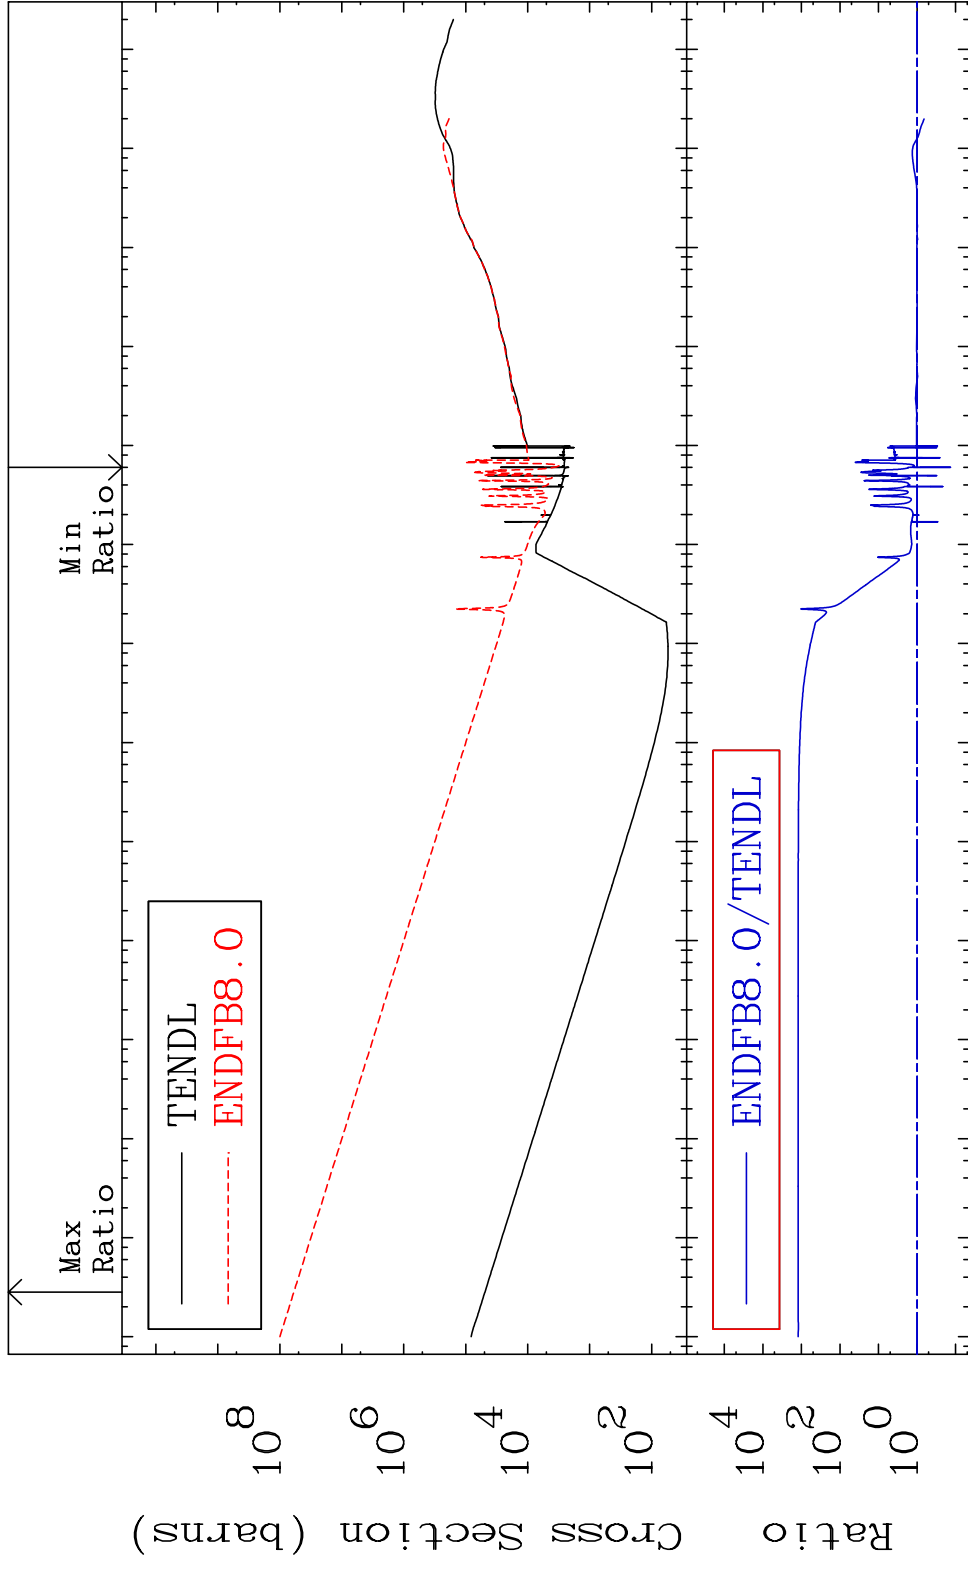 Max
Ratio
Min
Ratio
TENDL
ENDFB8.0
ENDFB8.0/TENDL
10 8
10 6
10 4
10 2
Cross Section (barns)
10 4
10 2
10 0
Ratio